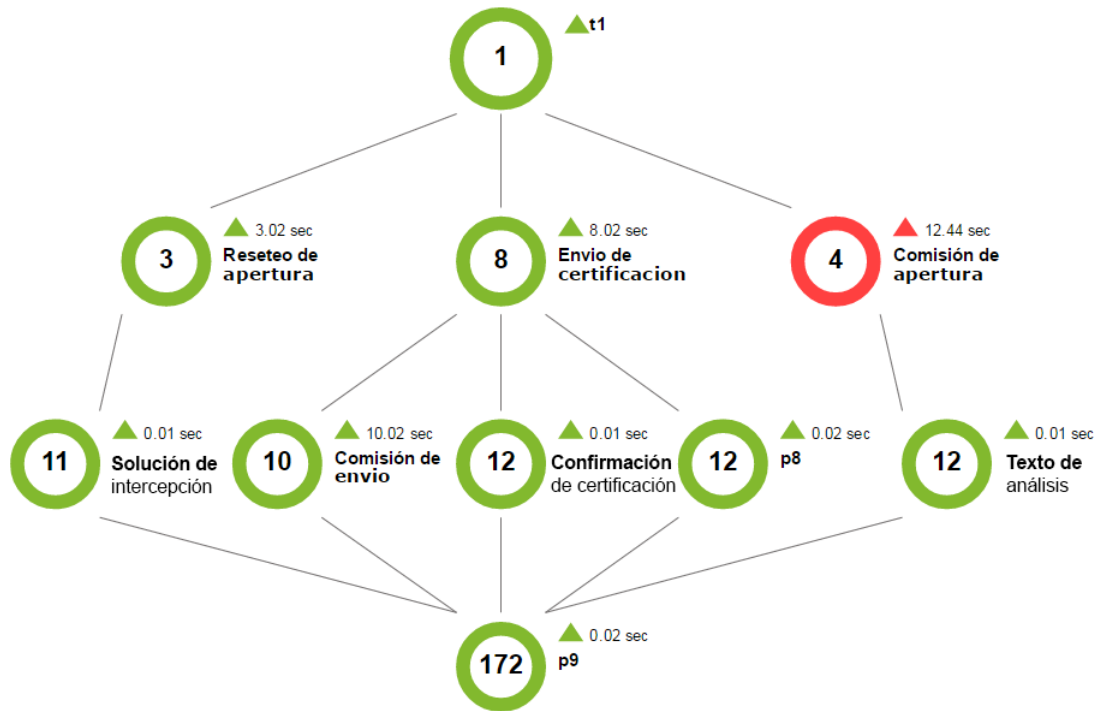 t1
1
3.02 sec
3
Reseteo de
apertura
8.02 sec
8
Envio de
certificacion
12.44 sec
4
Comisión de
apertura
0.01 sec
11
Solución de
intercepción
10.02 sec
10
Comisión de
envio
0.01 sec
12
Confirmación
de certificación
0.02 sec
12
p8
0.01 sec
12
Texto de
análisis
0.02 sec
172
p9